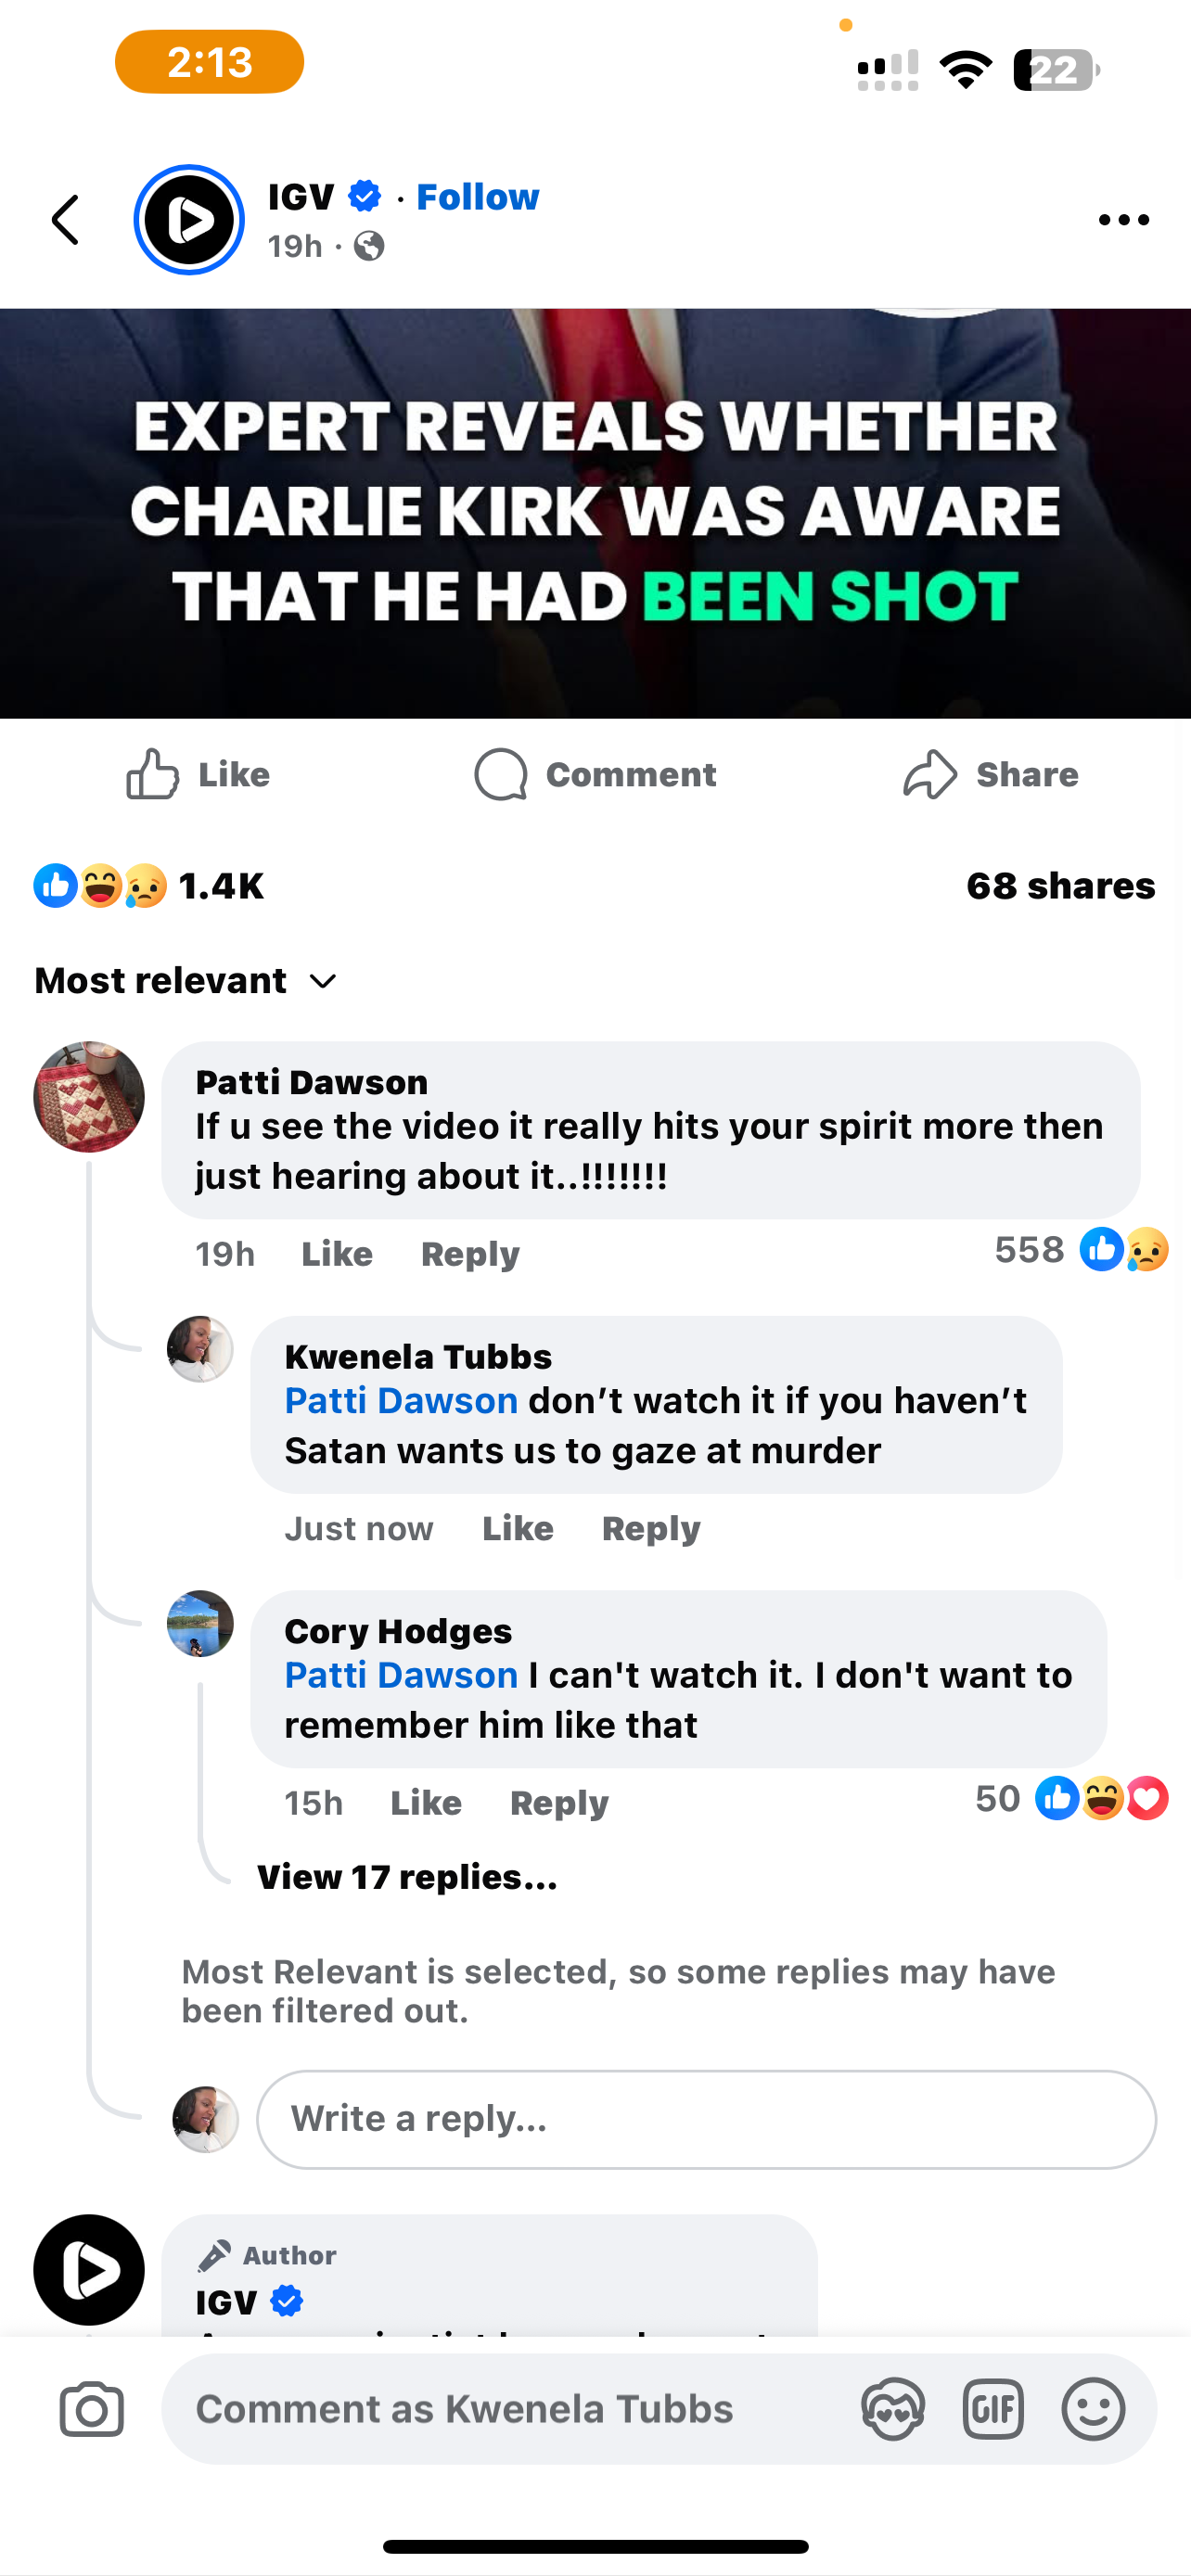 2:13
22
IGV · Follow
19h ·
EXPERT REVEALS WHETHER
CHARLIE KIRK WAS AWARE
THAT HE HAD BEEN SHOT
Like Comment Share
1.4K 68 shares
Most relevant
Patti Dawson
If u see the video it really hits your spirit more then
just hearing about it..!!!!!!!
19h Like Reply 558
Kwenela Tubbs
Patti Dawson don’t watch it if you haven’t
Satan wants us to gaze at murder
Just now Like Reply
Cory Hodges
Patti Dawson I can't watch it. I don't want to
remember him like that
15h Like Reply 50
View 17 replies...
Most Relevant is selected, so some replies may have
been filtered out.
Write a reply...
Author
IGV
Comment as Kwenela Tubbs GIF